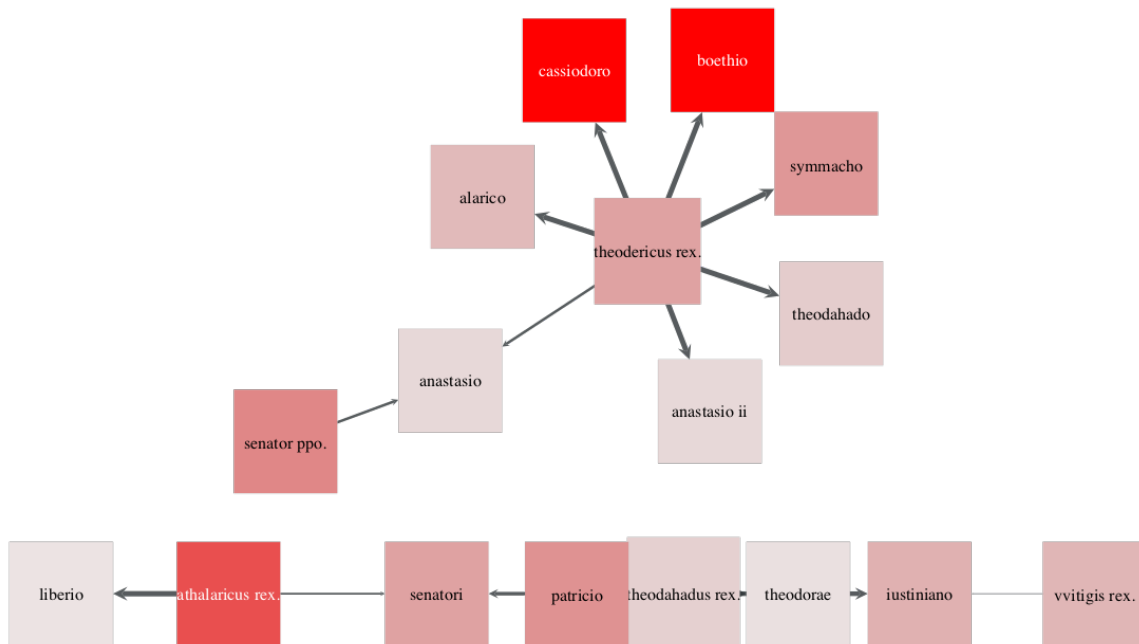 boethio
cassiodoro
symmacho
alarico
theodericus rex.
theodahado
anastasio
anastasio ii
senator ppo.
liberio
athalaricus rex.
senatori
patricio
theodahadus rex.
theodorae
iustiniano
vvitigis rex.